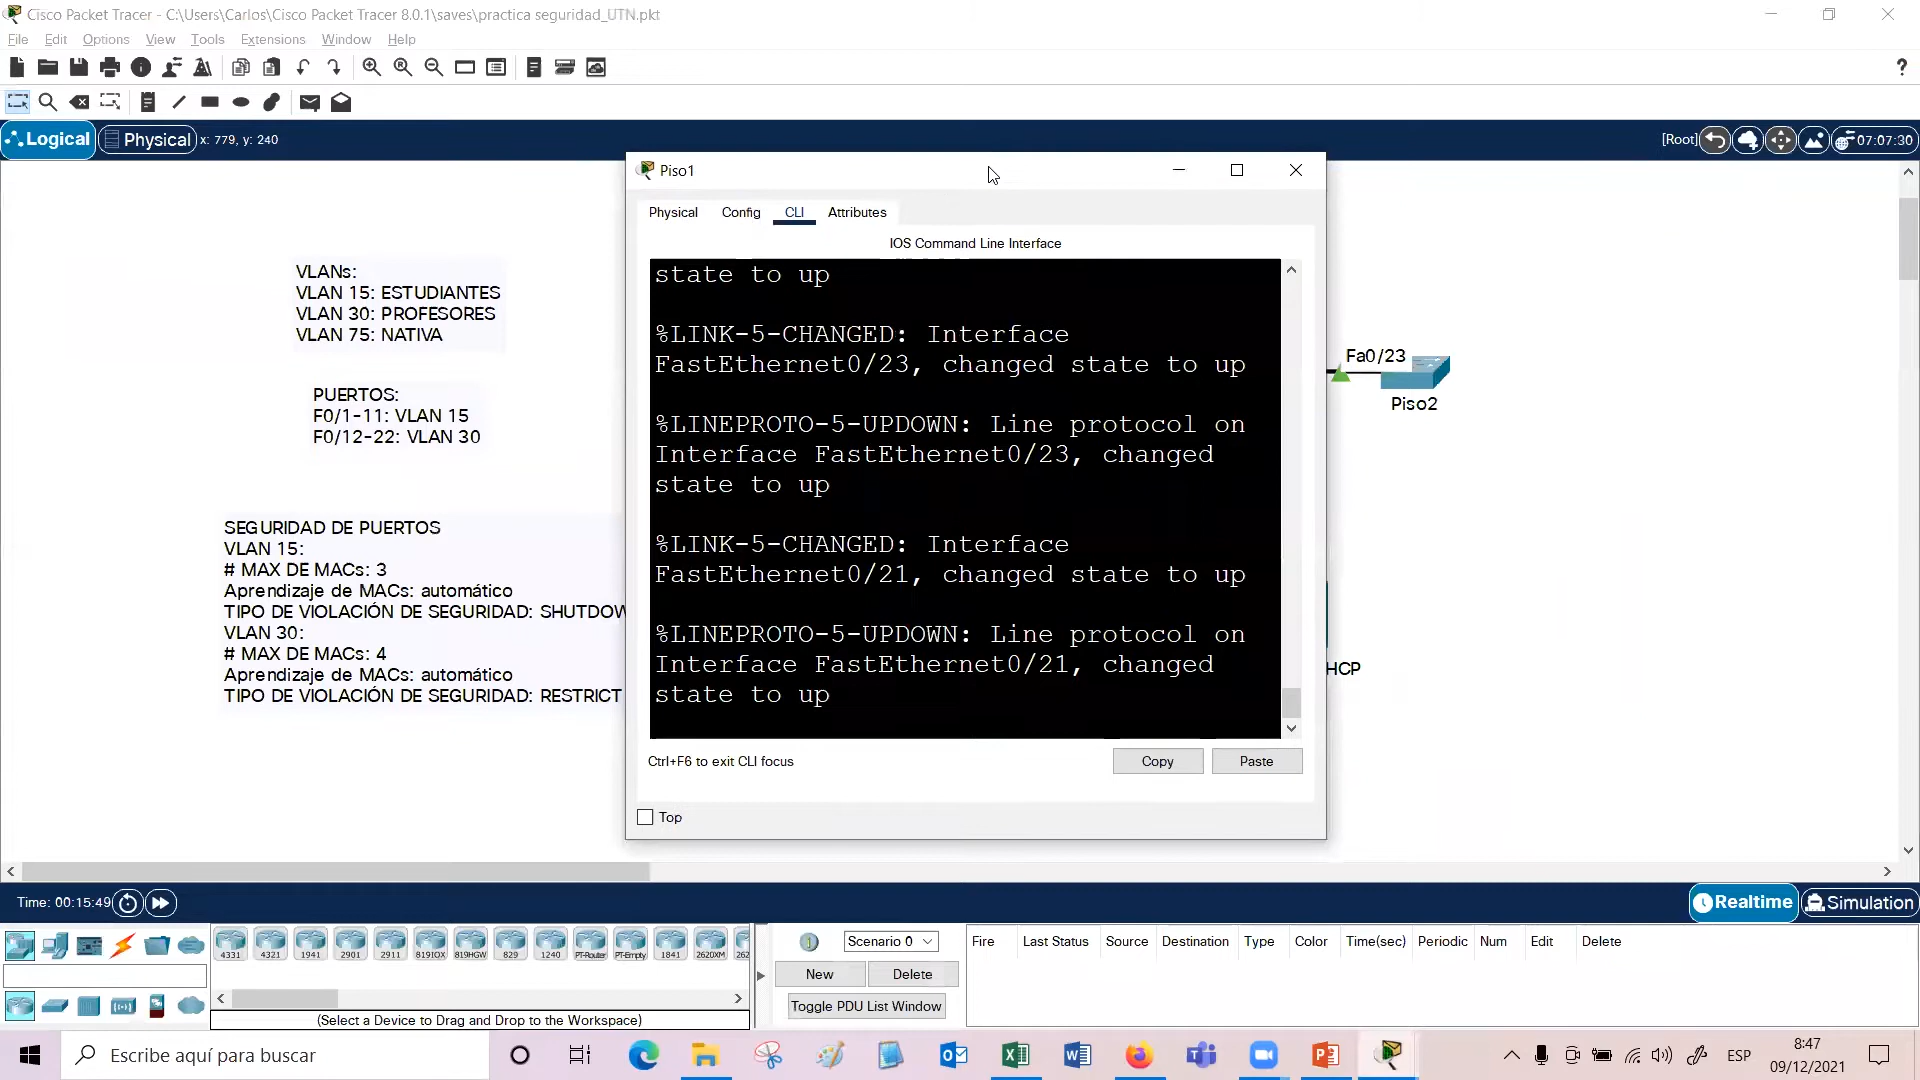 Cisco Packet Tracer - C:\Users\Carlos\Cisco Packet Tracer 8.0.1\saves\practica seguridad_UTN.pkt
File Edit Options View Tools Extensions Window Help
?
Logical Physical x: 779, y: 240
[Root] 07:07:30
VLANs:
VLAN 15: ESTUDIANTES
VLAN 30: PROFESORES
VLAN 75: NATIVA
PUERTOS:
F0/1-11: VLAN 15
F0/12-22: VLAN 30
SEGURIDAD DE PUERTOS
VLAN 15:
# MAX DE MACs: 3
Aprendizaje de MACs: automático
TIPO DE VIOLACIÓN DE SEGURIDAD: SHUTDOW
VLAN 30:
# MAX DE MACs: 4
Aprendizaje de MACs: automático
TIPO DE VIOLACIÓN DE SEGURIDAD: RESTRICT
Piso1
Physical Config CLI Attributes
IOS Command Line Interface
state to up
%LINK-5-CHANGED: Interface
FastEthernet0/23, changed state to up
%LINEPROTO-5-UPDOWN: Line protocol on
Interface FastEthernet0/23, changed
state to up
%LINK-5-CHANGED: Interface
FastEthernet0/21, changed state to up
%LINEPROTO-5-UPDOWN: Line protocol on
Interface FastEthernet0/21, changed
state to up
Ctrl+F6 to exit CLI focus
Copy Paste
Top
Fa0/23
Piso2
HCP
Time: 00:15:49
Realtime Simulation
4331 4321 1941 2901 2911 819IOX 819HGW 829 1240 PT-Router PT-Empty 1841 2620XM 262
(Select a Device to Drag and Drop to the Workspace)
Scenario 0
New Delete
Toggle PDU List Window
Fire Last Status Source Destination Type Color Time(sec) Periodic Num Edit Delete
Escribe aquí para buscar
ESP
8:47
09/12/2021